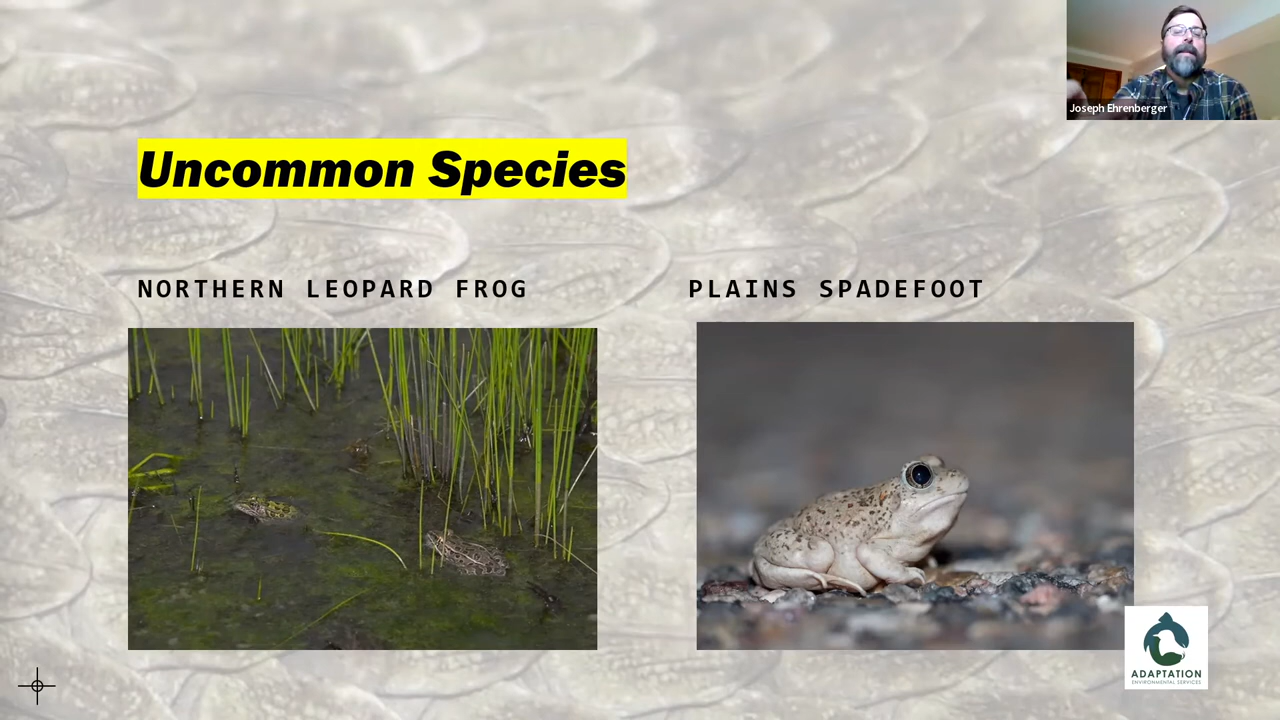 Joseph Ehrenberger
Uncommon Species
NORTHERN LEOPARD FROG
PLAINS SPADEFOOT
ADAPTATION
ENVIRONMENTAL SERVICES